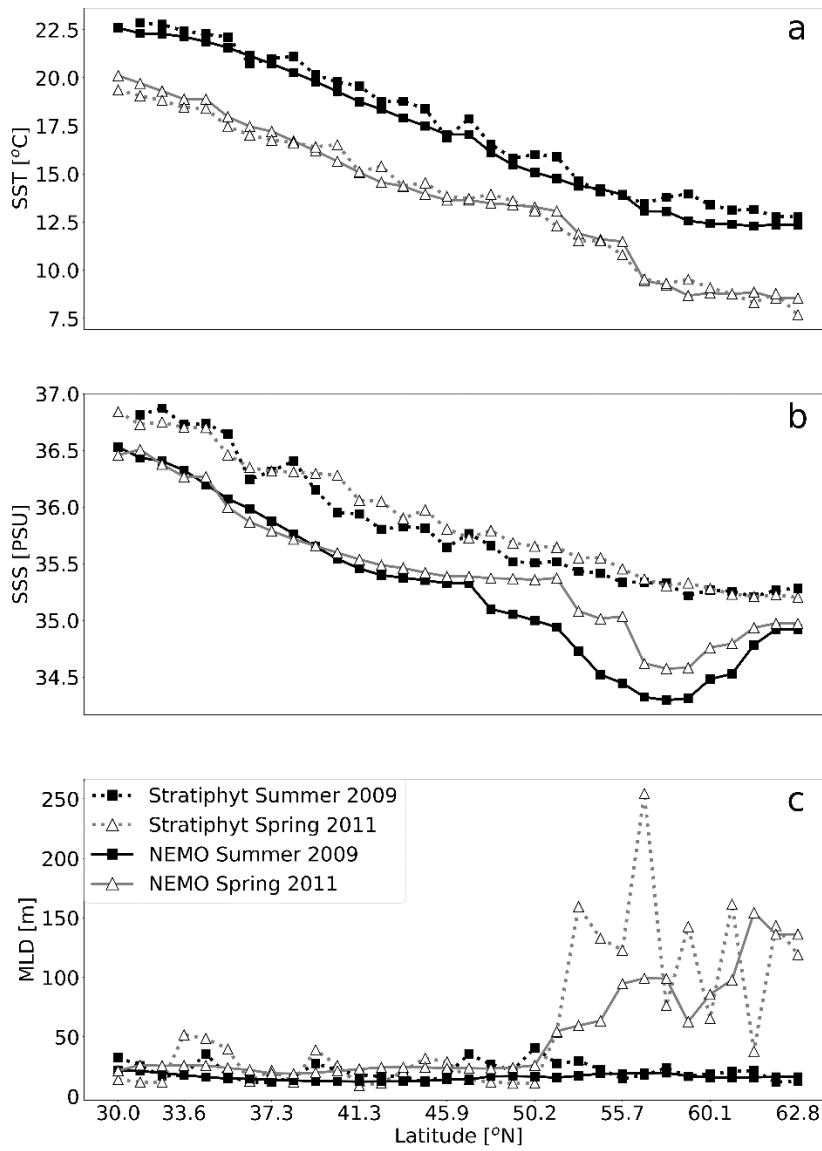 a
22.5
20.0
17.5
15.0
12.5
10.0
7.5
SST [°C]
b
37.0
36.5
36.0
35.5
35.0
34.5
SSS [PSU]
c
Stratiphyt Summer 2009
Stratiphyt Spring 2011
NEMO Summer 2009
NEMO Spring 2011
250
200
150
100
50
0
MLD [m]
30.0 33.6 37.3 41.3 45.9 50.2 55.7 60.1 62.8
Latitude [°N]